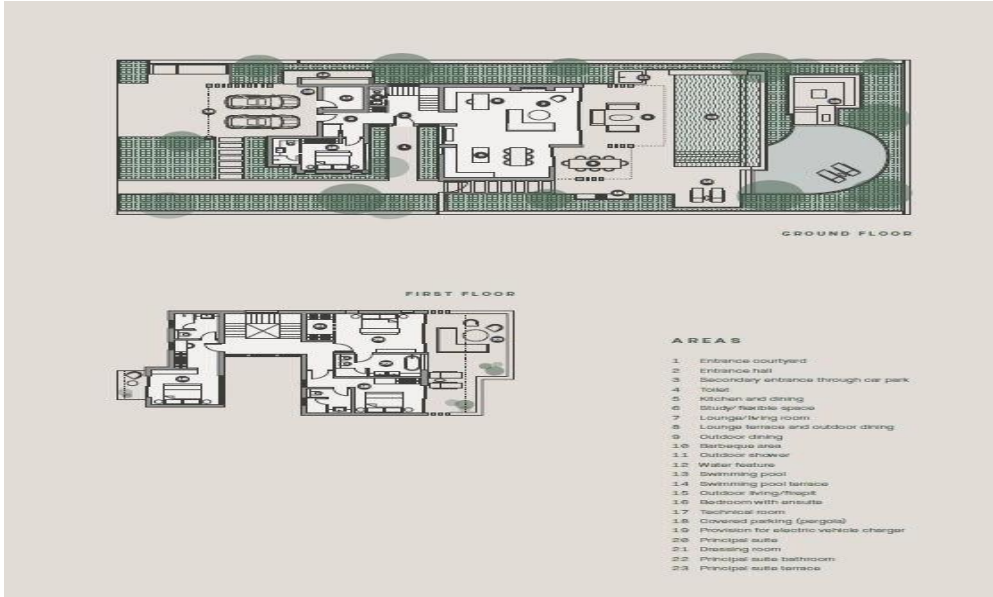 GROUND FLOOR
FIRST FLOOR
AREAS
1 Entrance courtyard
2 Entrance hall
3 Secondary entrance through car park
4 Toilet
5 Kitchen and dining
6 Study/flexible space
7 Lounge/living room
8 Lounge terrace and outdoor dining
9 Outdoor dining
10 Barbeque area
11 Outdoor shower
12 Water feature
13 Swimming pool
14 Swimming pool terrace
15 Outdoor living/firepit
16 Bedroom with ensuite
17 Technical room
18 Covered parking (pergola)
19 Provision for electric vehicle charger
20 Principal suite
21 Dressing room
22 Principal suite bathroom
23 Principal suite terrace